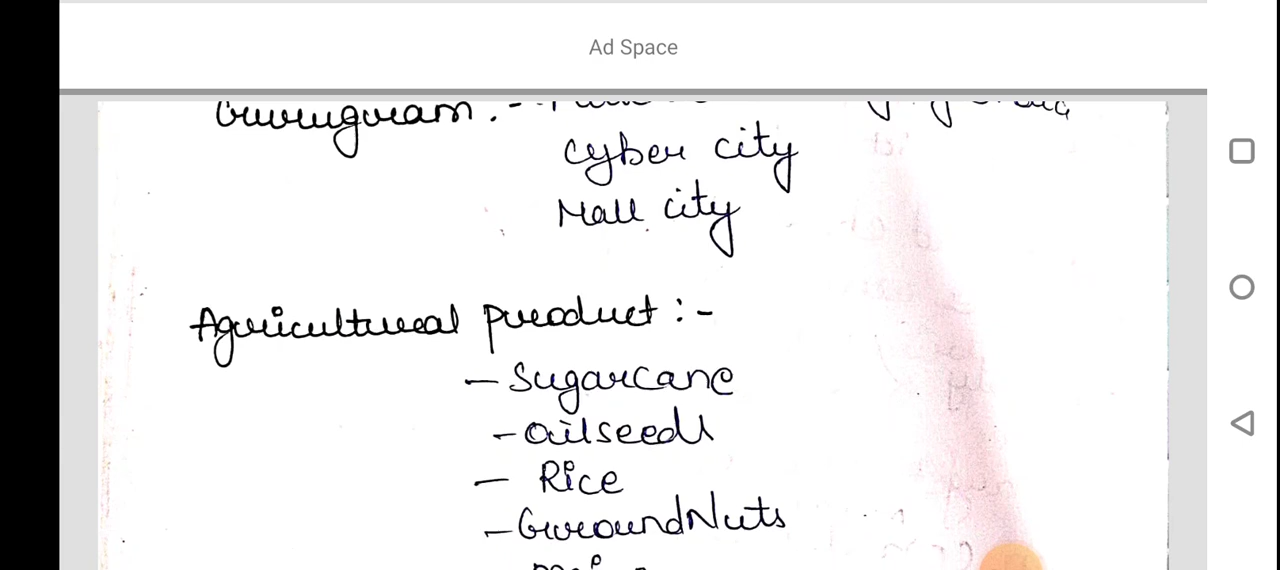 Ad Space
Gurugram :-
Cyber city
Mall city
Agricultural product :-
- Sugarcane
- Oilseeds
- Rice
- GroundNuts